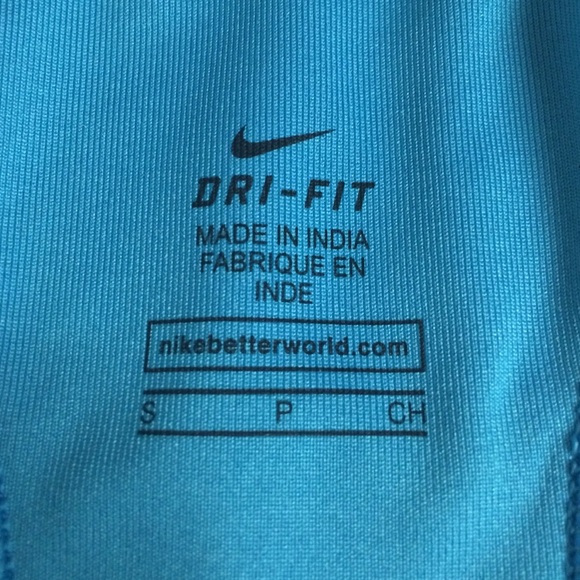 DRI-FIT
MADE IN INDIA
FABRIQUE EN
INDE
nikebetterworld.com
S P CH